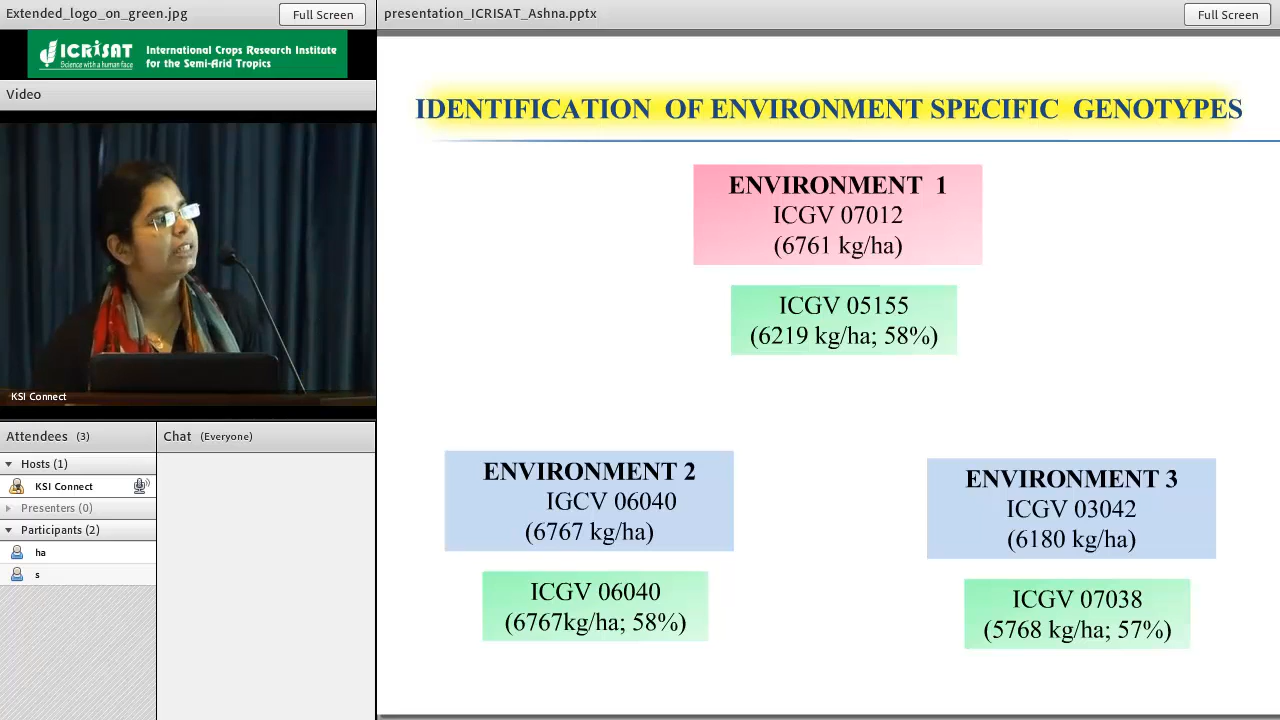 Extended_logo_on_green.jpg
Full Screen
ICRISAT
Science with a human face
International Crops Research Institute
for the Semi-Arid Tropics
Video
KSI Connect
Attendees (3)
Hosts (1)
KSI Connect
Presenters (0)
Participants (2)
ha
s
Chat (Everyone)
presentation_ICRISAT_Ashna.pptx
Full Screen
IDENTIFICATION OF ENVIRONMENT SPECIFIC GENOTYPES
ENVIRONMENT 1
ICGV 07012
(6761 kg/ha)
ICGV 05155
(6219 kg/ha; 58%)
ENVIRONMENT 2
IGCV 06040
(6767 kg/ha)
ICGV 06040
(6767kg/ha; 58%)
ENVIRONMENT 3
ICGV 03042
(6180 kg/ha)
ICGV 07038
(5768 kg/ha; 57%)